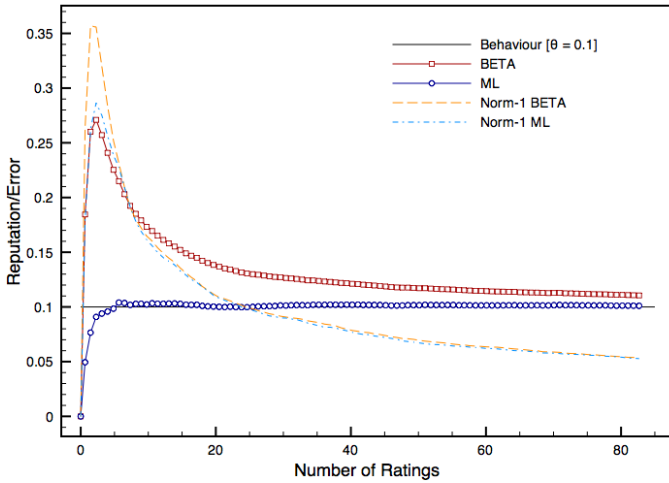 0.35
0.3
0.25
0.2
0.15
0.1
0.05
0
Reputation/Error
Behaviour [θ = 0.1]
BETA
ML
Norm-1 BETA
Norm-1 ML
0 20 40 60 80
Number of Ratings